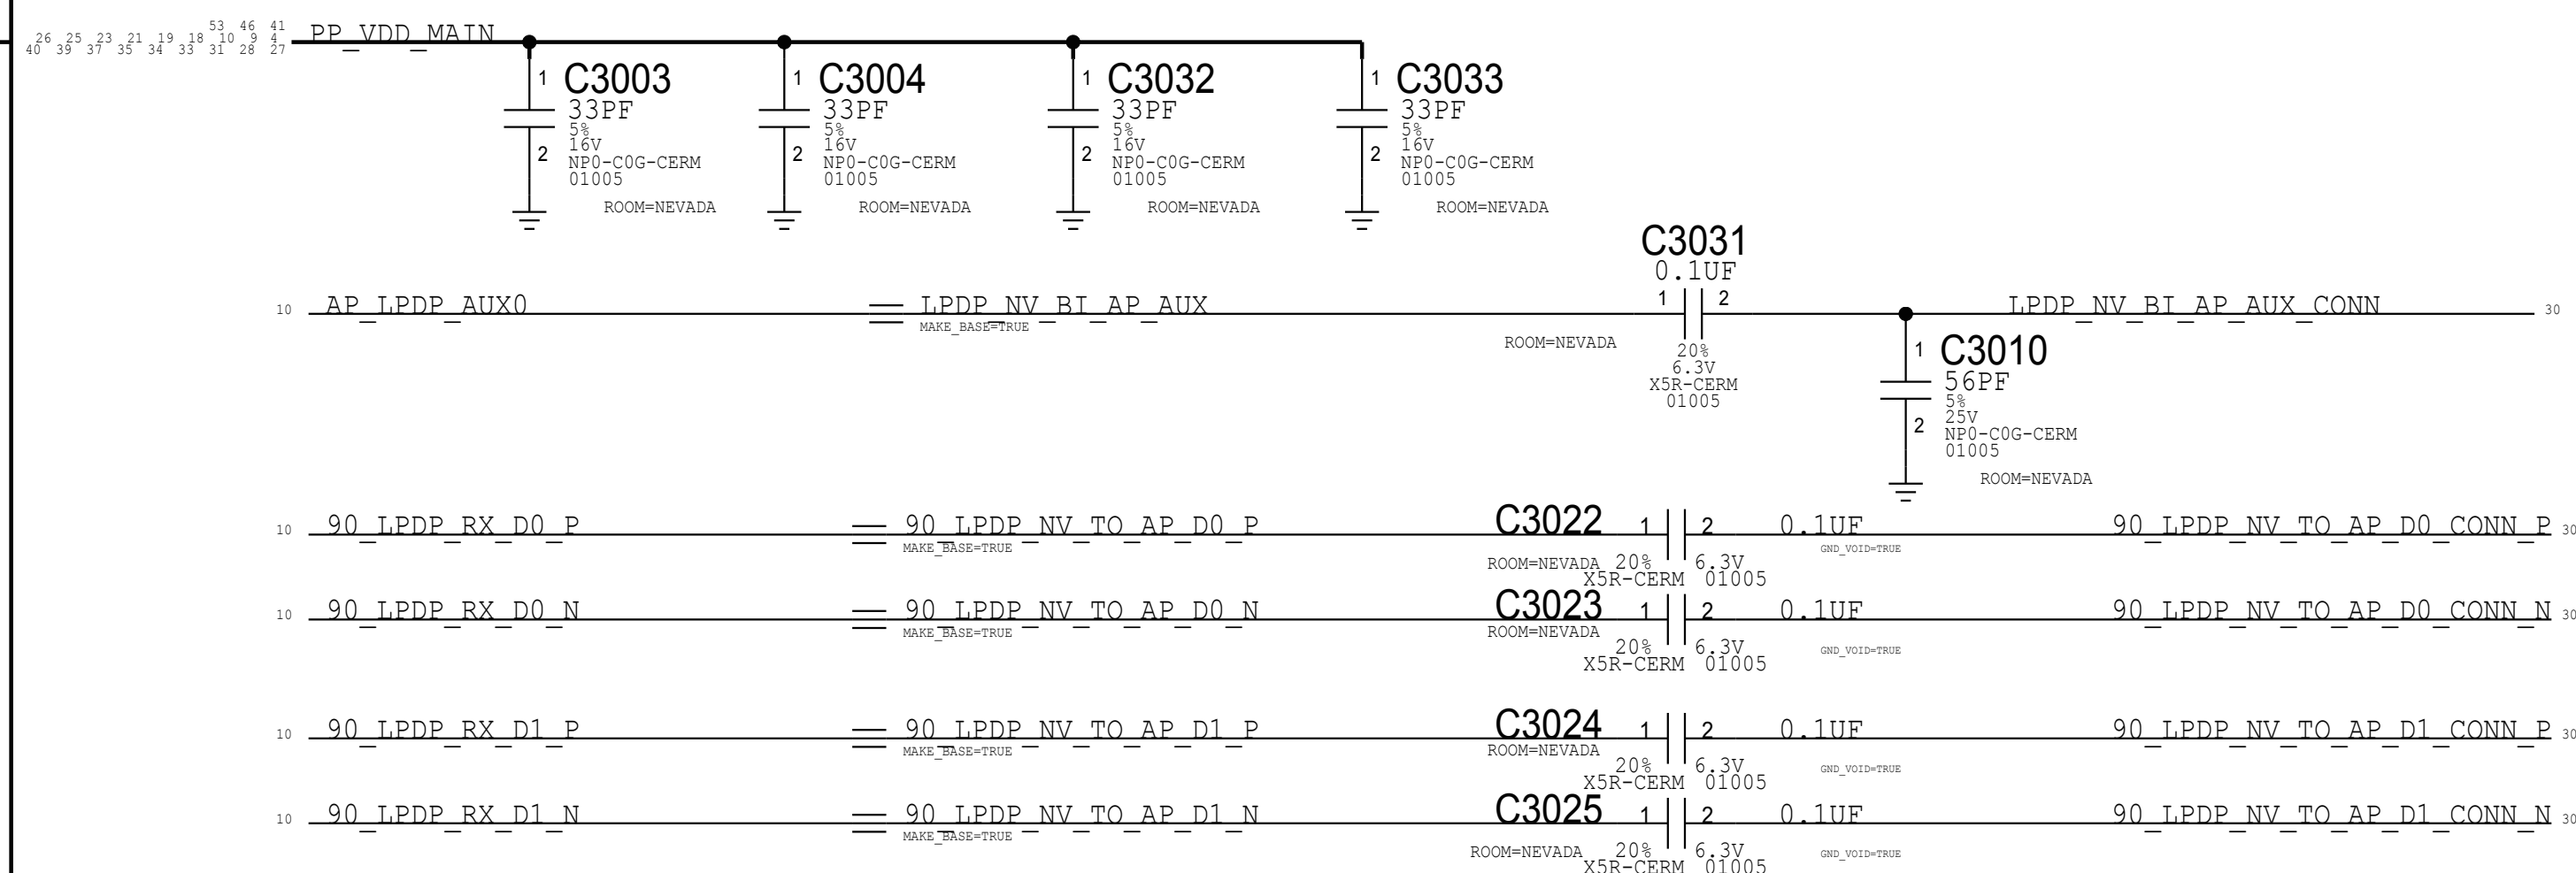 53 46 41
26 25 23 21 19 18 10 9 4
40 39 37 35 34 33 31 28 27
PP_VDD_MAIN
1 C3003
33PF
5%
16V
2 NP0-C0G-CERM
01005
ROOM=NEVADA
1 C3004
33PF
5%
16V
2 NP0-C0G-CERM
01005
ROOM=NEVADA
1 C3032
33PF
5%
16V
2 NP0-C0G-CERM
01005
ROOM=NEVADA
1 C3033
33PF
5%
16V
2 NP0-C0G-CERM
01005
ROOM=NEVADA
C3031
0.1UF
1 2
10 AP_LPDP_AUX0 LPDP_NV_BI_AP_AUX LPDP_NV_BI_AP_AUX_CONN 30
MAKE_BASE=TRUE
ROOM=NEVADA
20%
6.3V
X5R-CERM
01005
1 C3010
56PF
5%
25V
2 NP0-C0G-CERM
01005
ROOM=NEVADA
10 90_LPDP_RX_D0_P 90_LPDP_NV_TO_AP_D0_P C3022 1 2 0.1UF 90_LPDP_NV_TO_AP_D0_CONN_P 30
MAKE_BASE=TRUE GND_VOID=TRUE
ROOM=NEVADA 20% 6.3V
X5R-CERM 01005
10 90_LPDP_RX_D0_N 90_LPDP_NV_TO_AP_D0_N C3023 1 2 0.1UF 90_LPDP_NV_TO_AP_D0_CONN_N 30
MAKE_BASE=TRUE ROOM=NEVADA
20% 6.3V GND_VOID=TRUE
X5R-CERM 01005
10 90_LPDP_RX_D1_P 90_LPDP_NV_TO_AP_D1_P C3024 1 2 0.1UF 90_LPDP_NV_TO_AP_D1_CONN_P 30
MAKE_BASE=TRUE ROOM=NEVADA
20% 6.3V GND_VOID=TRUE
X5R-CERM 01005
10 90_LPDP_RX_D1_N 90_LPDP_NV_TO_AP_D1_N C3025 1 2 0.1UF 90_LPDP_NV_TO_AP_D1_CONN_N 30
MAKE_BASE=TRUE
ROOM=NEVADA 20% 6.3V GND_VOID=TRUE
X5R-CERM 01005